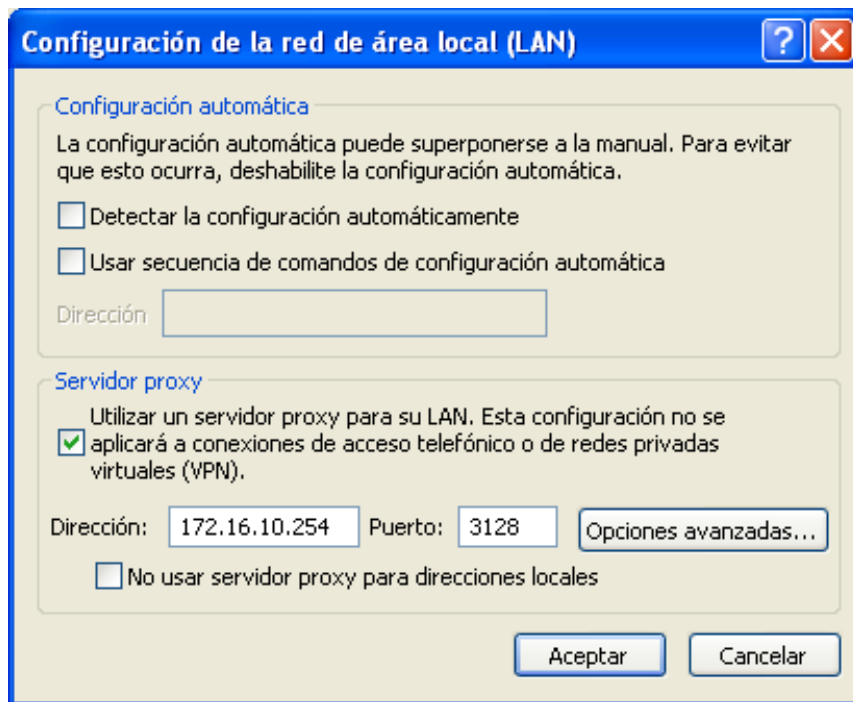 Configuración de la red de área local (LAN)
Configuración automática
La configuración automática puede superponerse a la manual. Para evitar
que esto ocurra, deshabilite la configuración automática.
Detectar la configuración automáticamente
Usar secuencia de comandos de configuración automática
Dirección
Servidor proxy
Utilizar un servidor proxy para su LAN. Esta configuración no se
aplicará a conexiones de acceso telefónico o de redes privadas
virtuales (VPN).
Dirección: 172.16.10.254 Puerto: 3128 Opciones avanzadas...
No usar servidor proxy para direcciones locales
Aceptar Cancelar